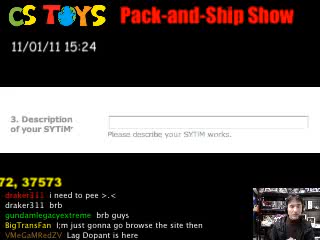 CS TOYS Pack-and-Ship Show
11/01/11 15:24
3. Description
of your SYTiM*
Please describe your SYTiM works.
72, 37573
draker311 i need to pee >.<
draker311 brb
gundamlegacyextreme brb guys
BigTransFan I;m just gonna go browse the site then
VMeGaMRedZV Lag Dopant is here